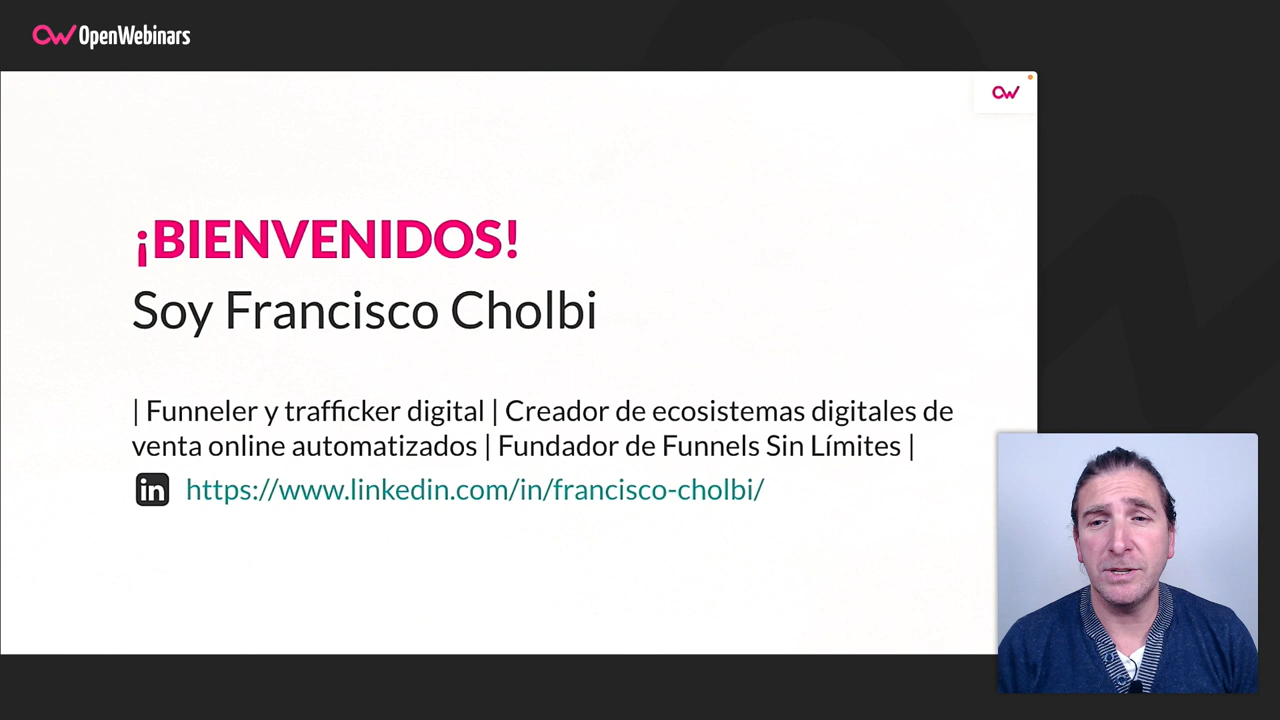 OpenWebinars
¡BIENVENIDOS!
Soy Francisco Cholbi
| Funneler y trafficker digital | Creador de ecosistemas digitales de
venta online automatizados | Fundador de Funnels Sin Límites |
in https://www.linkedin.com/in/francisco-cholbi/